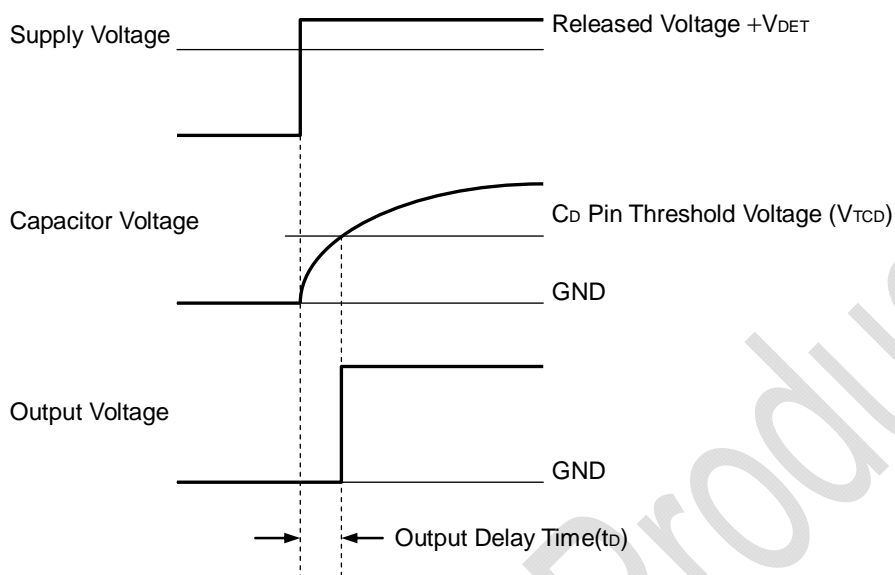 Supply Voltage
Released Voltage +VDET
Capacitor Voltage
CD Pin Threshold Voltage (VTCD)
GND
Output Voltage
GND
Output Delay Time(tD)